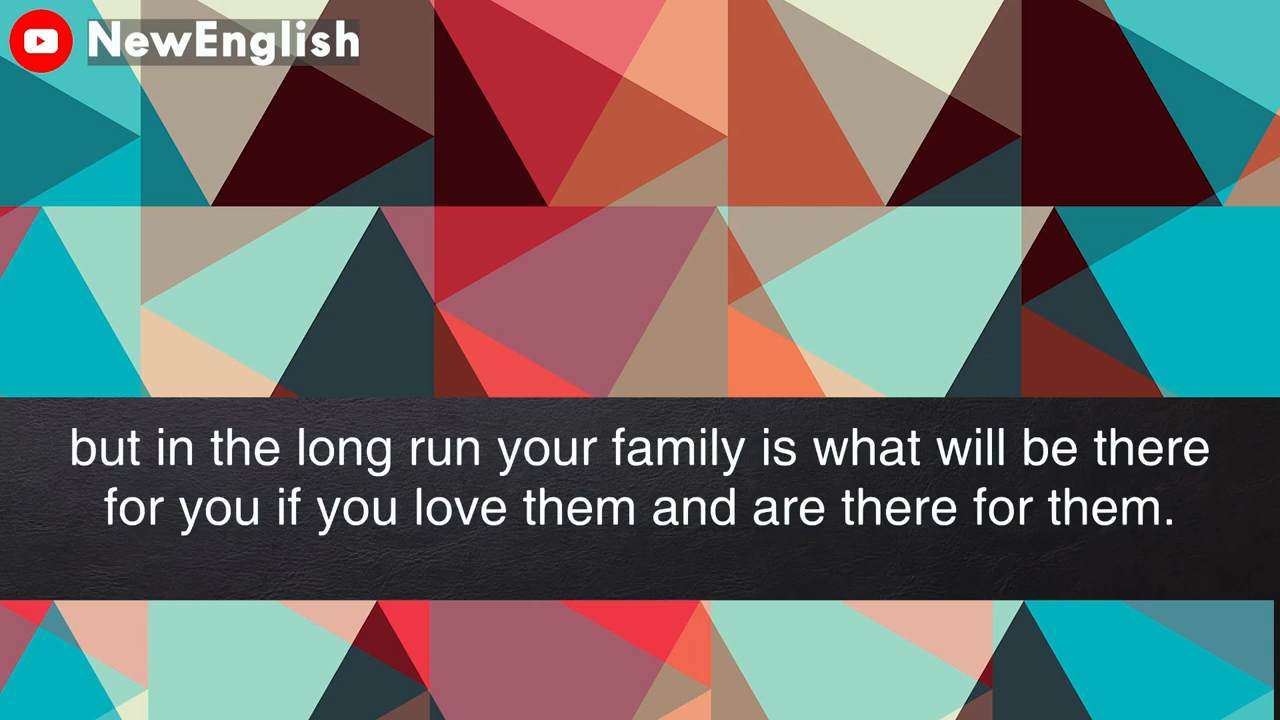 NewEnglish
but in the long run your family is what will be there
for you if you love them and are there for them.